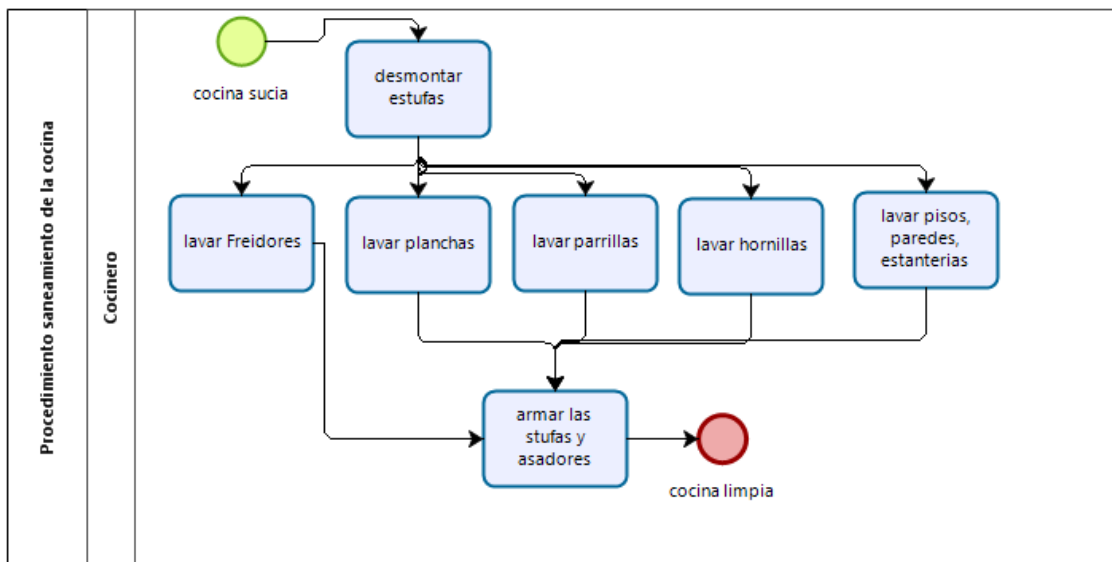 Procedimiento saneamiento de la cocina
Cocinero
cocina sucia
desmontar
estufas
lavar Freidores
lavar planchas
lavar parrillas
lavar hornillas
lavar pisos,
paredes,
estanterias
armar las
stufas y
asadores
cocina limpia